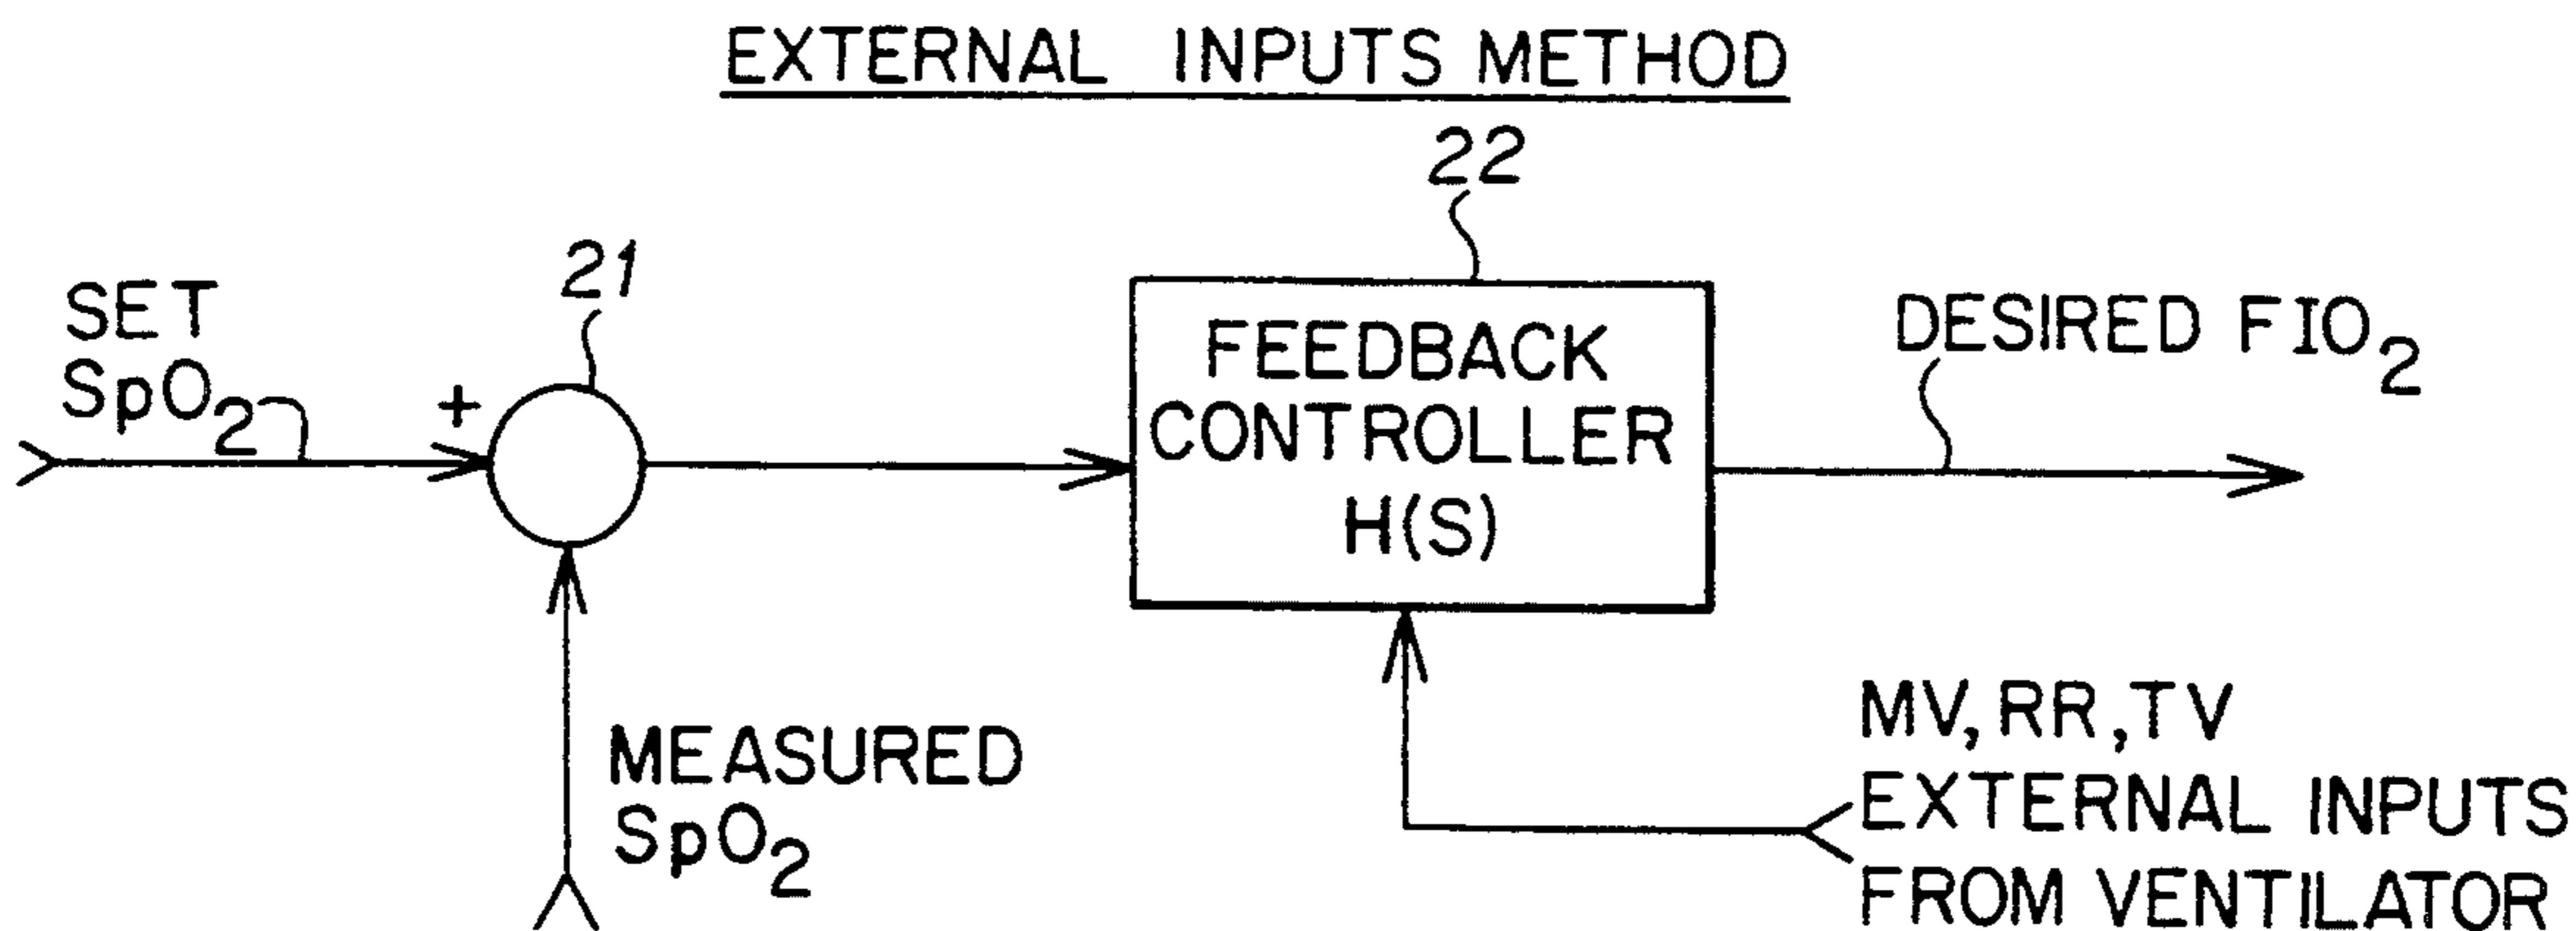 EXTERNAL INPUTS METHOD
22
21
SET
SpO₂
+
FEEDBACK
CONTROLLER
H(S)
DESIRED FIO₂
MEASURED
SpO₂
MV, RR, TV
EXTERNAL INPUTS
FROM VENTILATOR